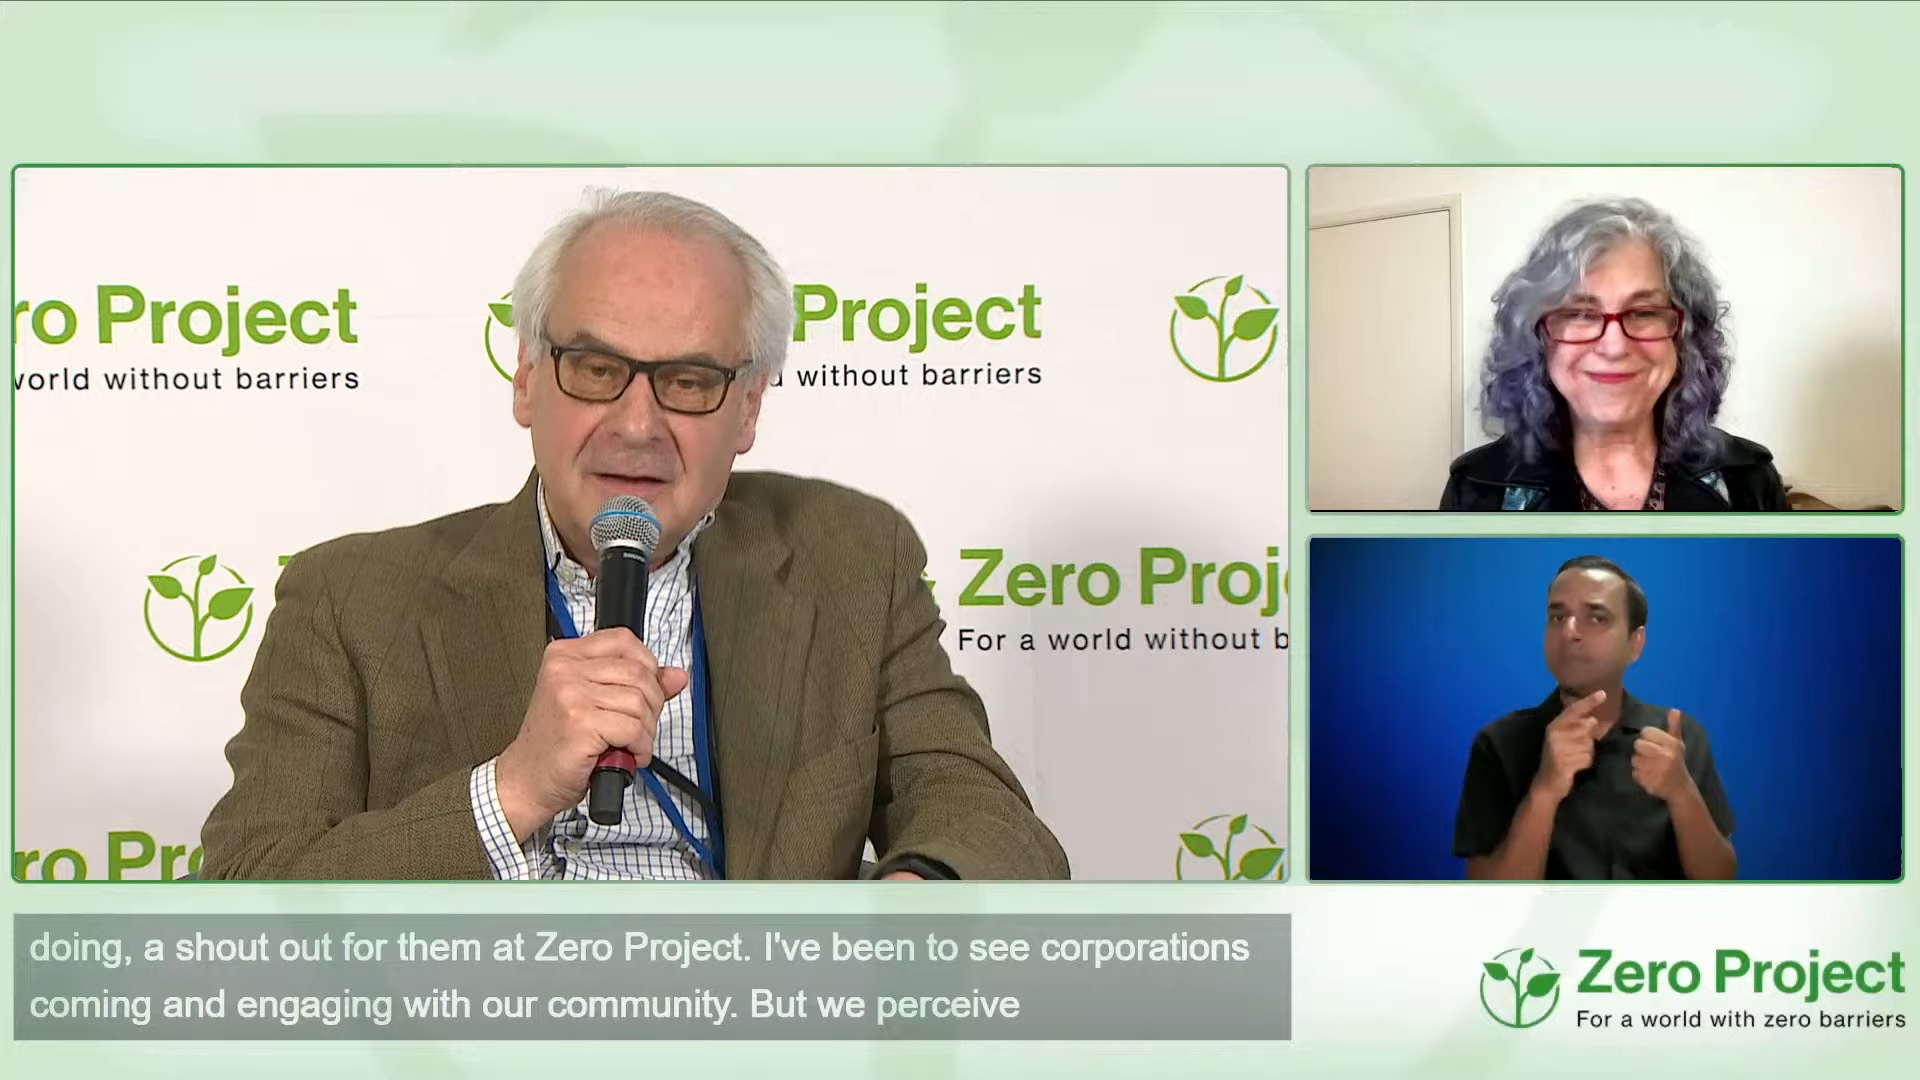 ro Project
world without barriers
Project
d without barriers
Zero Proj
For a world without b
ro Pro
doing, a shout out for them at Zero Project. I've been to see corporations
coming and engaging with our community. But we perceive
Zero Project
For a world with zero barriers